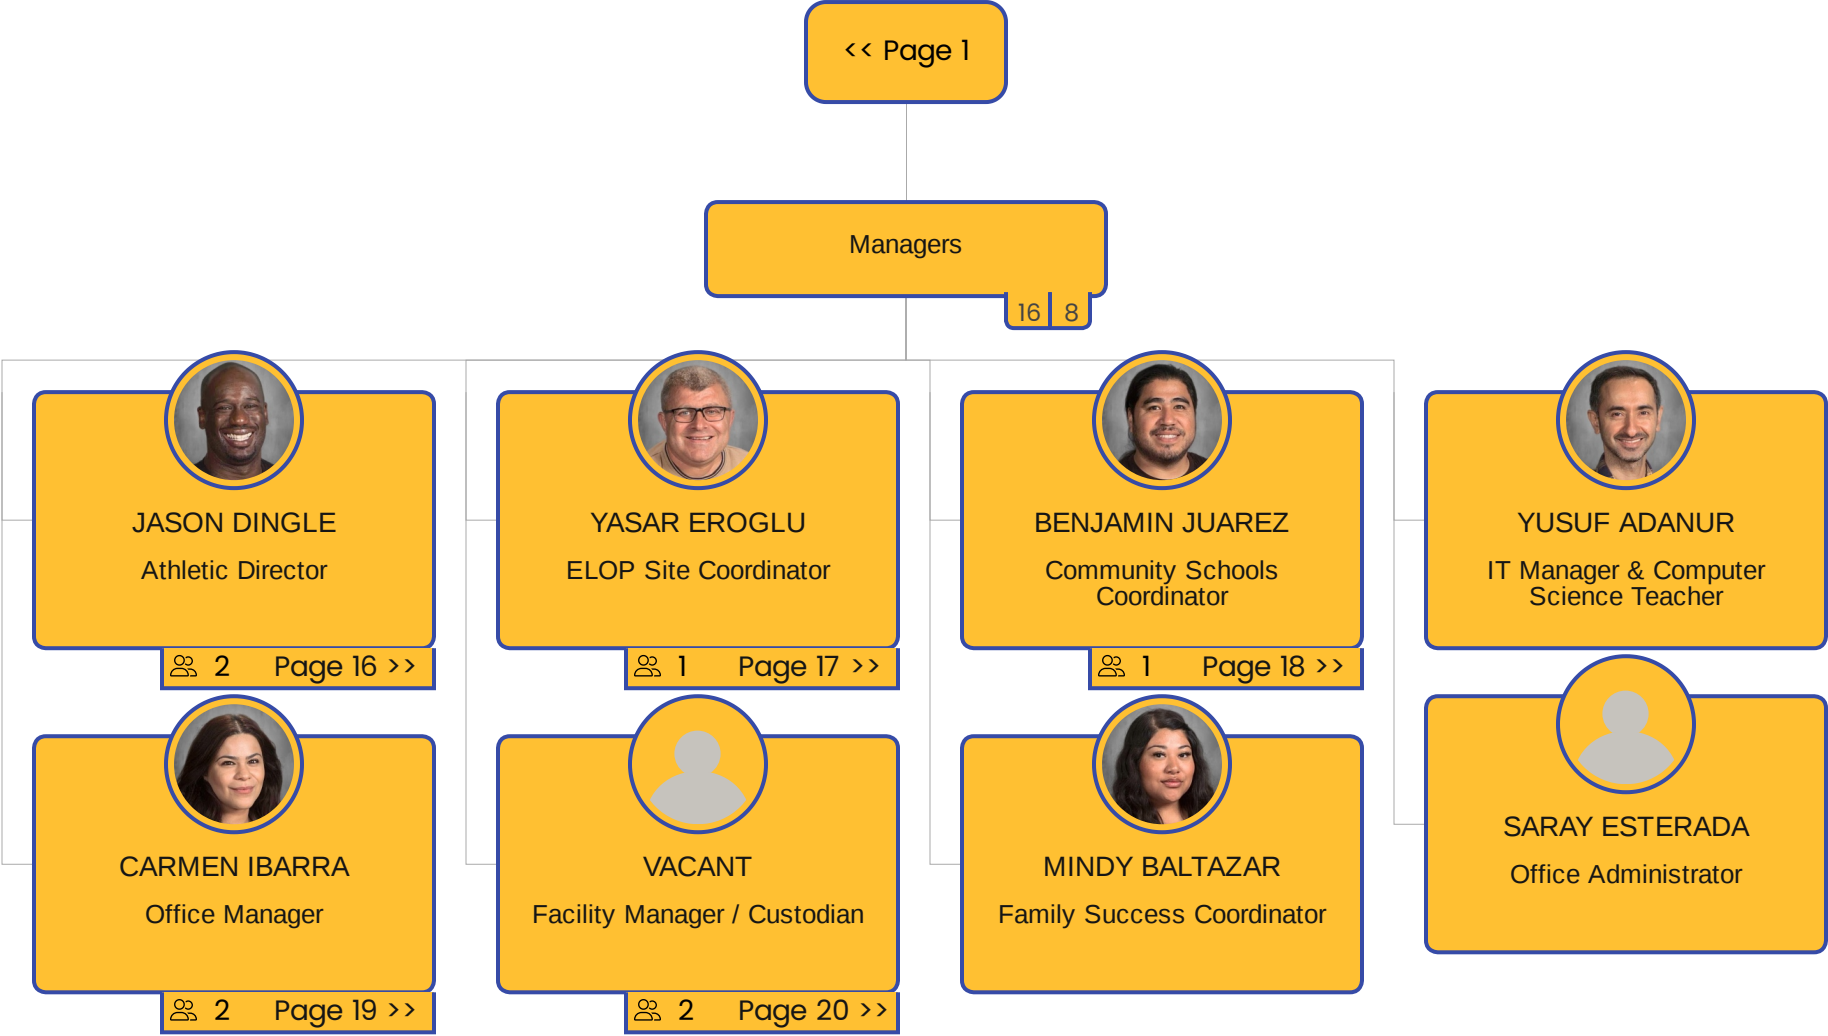 << Page 1
Managers
16 8
JASON DINGLE
Athletic Director
2 Page 16 >>
YASAR EROGLU
ELOP Site Coordinator
1 Page 17 >>
BENJAMIN JUAREZ
Community Schools
Coordinator
1 Page 18 >>
YUSUF ADANUR
IT Manager & Computer
Science Teacher
CARMEN IBARRA
Office Manager
2 Page 19 >>
VACANT
Facility Manager / Custodian
2 Page 20 >>
MINDY BALTAZAR
Family Success Coordinator
SARAY ESTERADA
Office Administrator